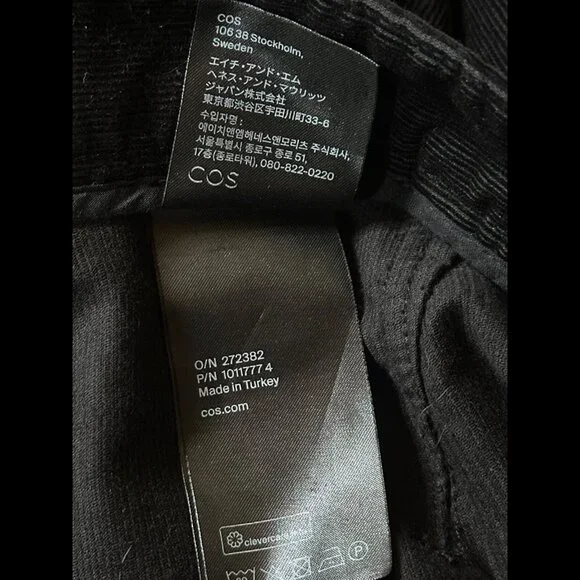 COS
106 38 Stockholm,
Sweden
エイチ・アンド・エム
ヘネス・アンド・マウリッツ
ジャパン株式会社
東京都渋谷区宇田川町33-6
수입자명 :
에이치앤엠헤네스앤모리츠 주식회사,
서울특별시 종로구 종로 51,
17층(종로타워), 080-822-0220
COS
O/N 272382
P/N 1011777 4
Made in Turkey
cos.com
P